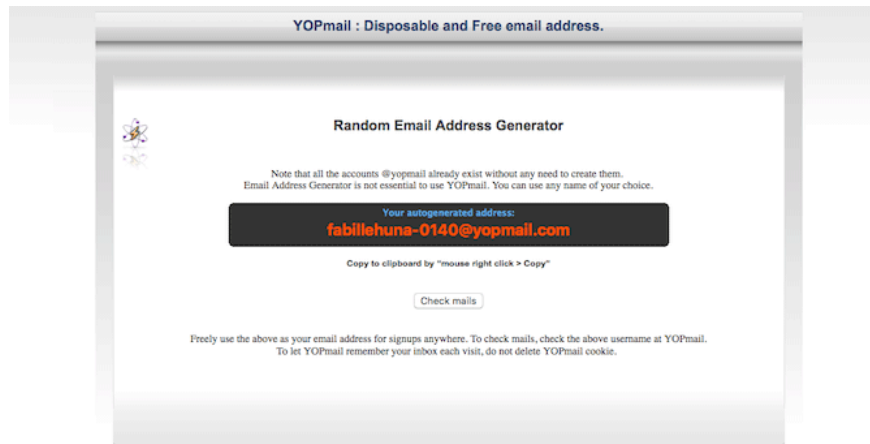 YOPmail : Disposable and Free email address.
Random Email Address Generator
Note that all the accounts @yopmail already exist without any need to create them.
Email Address Generator is not essential to use YOPmail. You can use any name of your choice.
Your autogenerated address:
fabillehuna-0140@yopmail.com
Copy to clipboard by "mouse right click > Copy"
Check mails
Freely use the above as your email address for signups anywhere. To check mails, check the above username at YOPmail.
To let YOPmail remember your inbox each visit, do not delete YOPmail cookie.